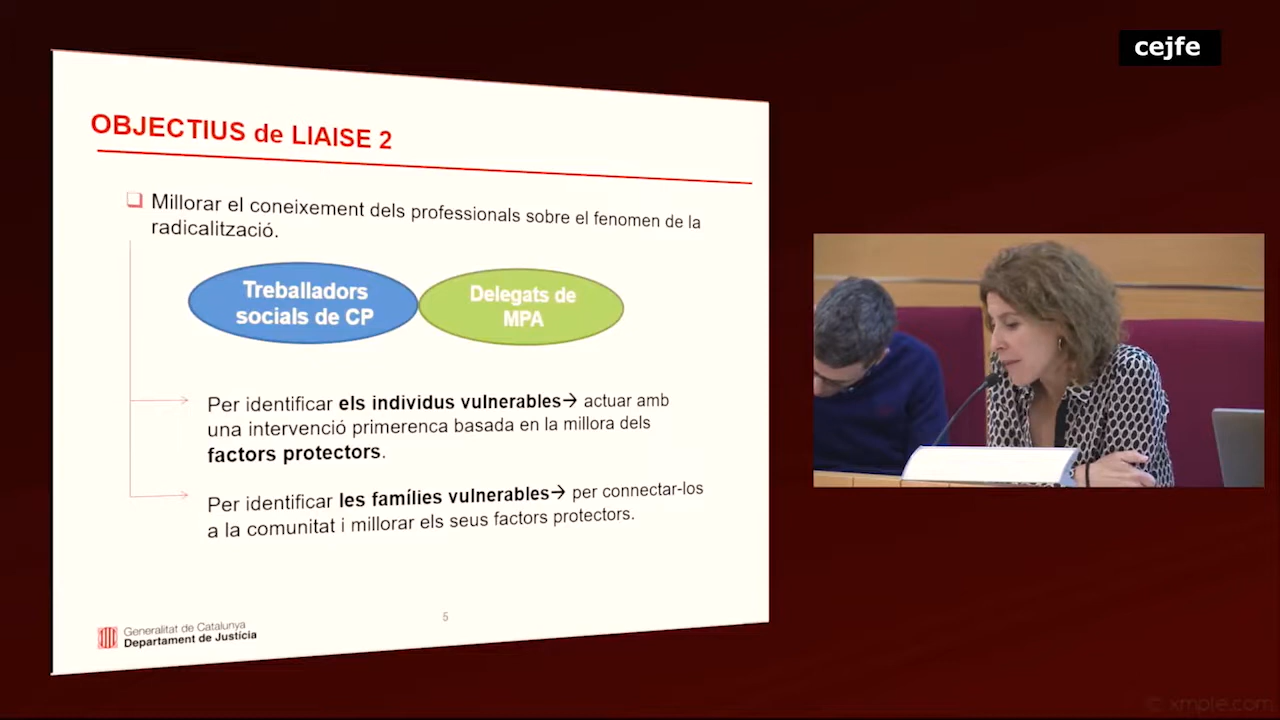 cejfe
OBJECTIUS de LIAISE 2
Millorar el coneixement dels professionals sobre el fenomen de la
radicalització.
Treballadors
socials de CP
Delegats de
MPA
Per identificar els individus vulnerables→ actuar amb
una intervenció primerenca basada en la millora dels
factors protectors.
Per identificar les famílies vulnerables→ per connectar-los
a la comunitat i millorar els seus factors protectors.
5
Generalitat de Catalunya
Departament de Justícia
© xmple.com